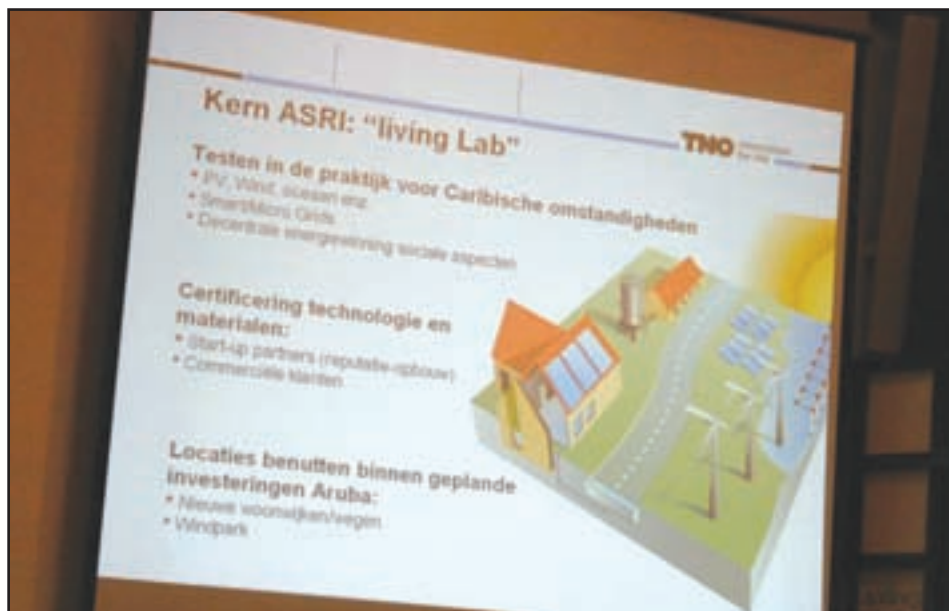 Kern ASRI: “living Lab”
TNO
Testen in de praktijk voor Caribische omstandigheden
* PV, Wind, oceaan enz.
* Smart/Micro Grids
* Decentrale energiewinning sociale aspecten
Certificering technologie en
materialen:
* Start-up partners (reputatie-opbouw)
* Commerciële klanten
Locaties benutten binnen geplande
investeringen Aruba:
* Nieuwe woonwijken/wegen
* Windpark